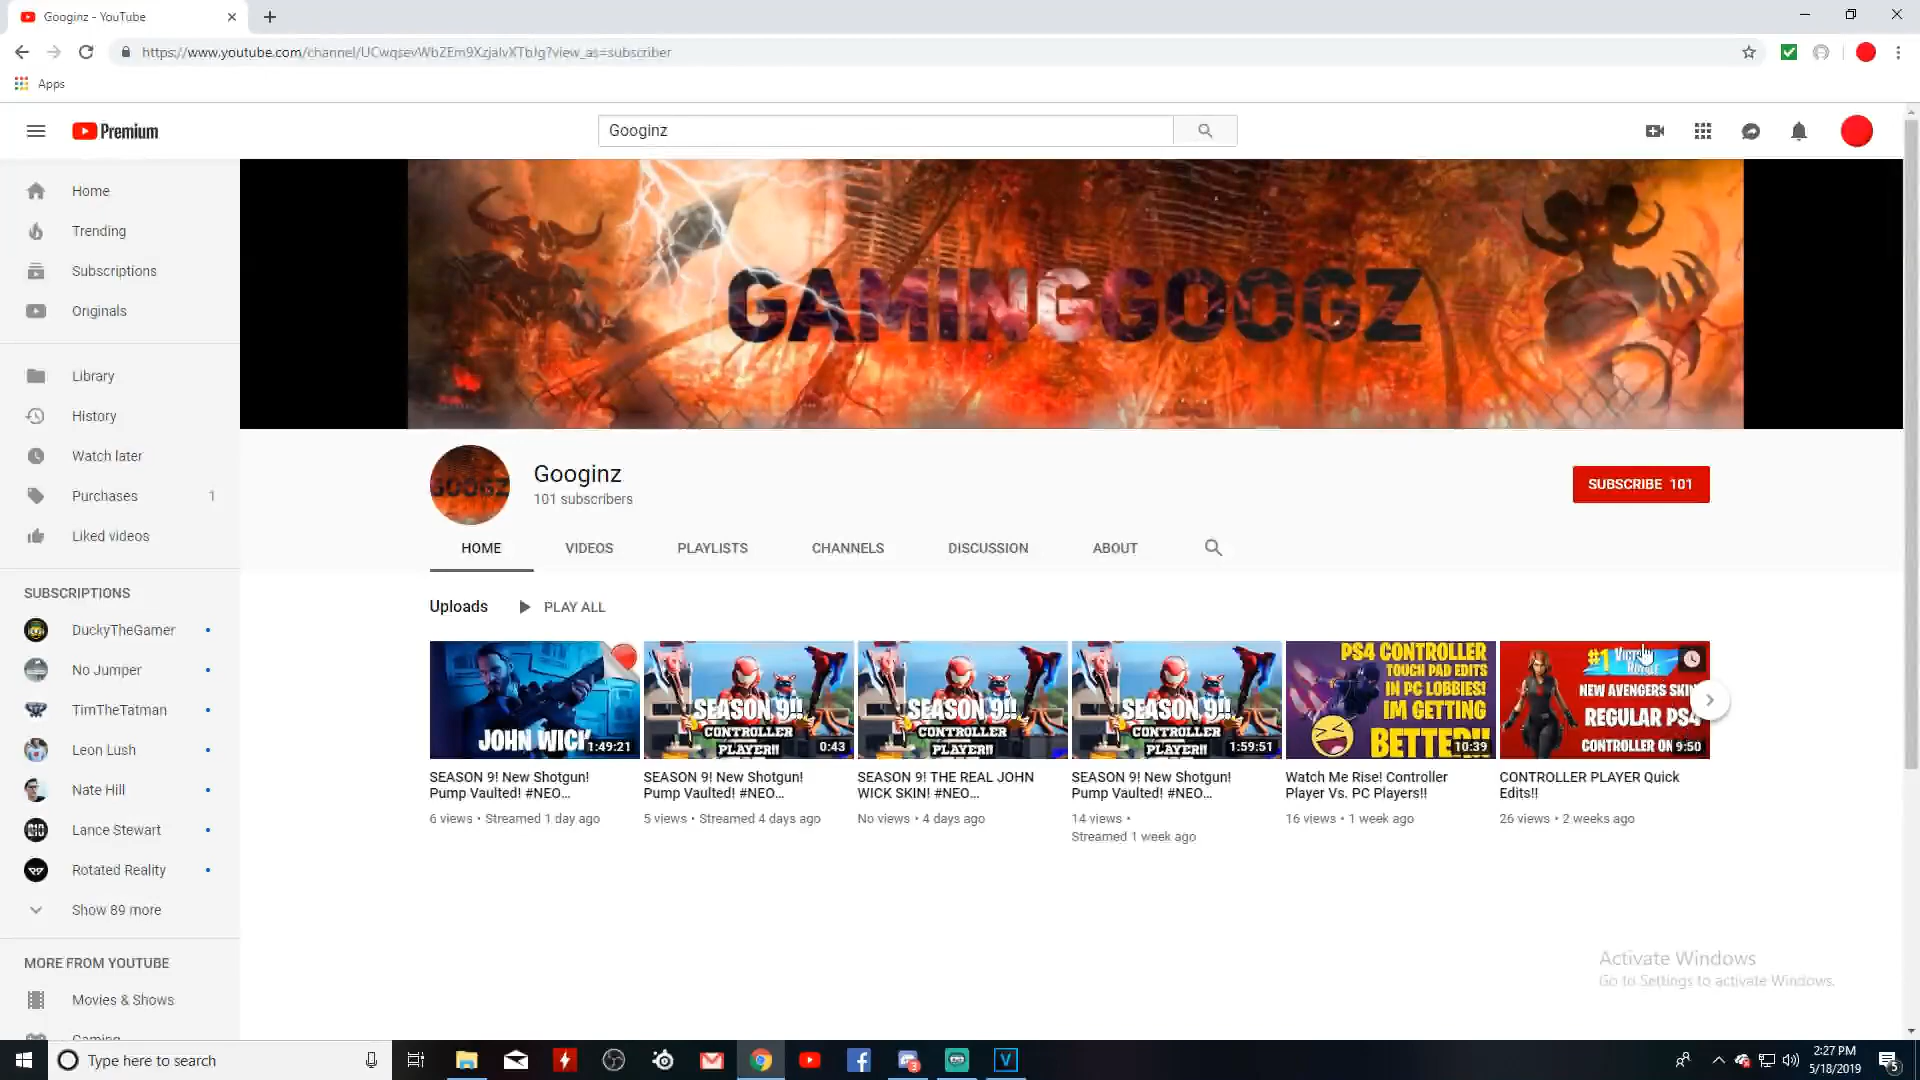 Googinz - YouTube
https://www.youtube.com/channel/UCwqsevWbZEm9XzjalvXTbJg?view_as=subscriber
Apps
Premium
Googinz
Home
Trending
Subscriptions
Originals
Library
History
Watch later
Purchases 1
Liked videos
SUBSCRIPTIONS
DuckyTheGamer
No Jumper
TimTheTatman
Leon Lush
Nate Hill
Lance Stewart
Rotated Reality
Show 89 more
MORE FROM YOUTUBE
Movies & Shows
Gaming
GAMINGGOOGZ
GOOGZ
Googinz
101 subscribers
SUBSCRIBE 101
HOME VIDEOS PLAYLISTS CHANNELS DISCUSSION ABOUT
Uploads PLAY ALL
JOHN WICK
1:49:21
SEASON 9! New Shotgun!
Pump Vaulted! #NEO...
6 views • Streamed 1 day ago
SEASON 9!!
CONTROLLER
PLAYER!!
0:43
SEASON 9! New Shotgun!
Pump Vaulted! #NEO...
5 views • Streamed 4 days ago
SEASON 9!!
CONTROLLER
PLAYER!!
SEASON 9! THE REAL JOHN
WICK SKIN! #NEO...
No views • 4 days ago
SEASON 9!!
CONTROLLER
PLAYER!!
1:59:51
SEASON 9! New Shotgun!
Pump Vaulted! #NEO...
14 views •
Streamed 1 week ago
PS4 CONTROLLER
TOUCH PAD EDITS
IN PC LOBBIES!
IM GETTING
BETTER!!
10:39
Watch Me Rise! Controller
Player Vs. PC Players!!
16 views • 1 week ago
#1 VICTORY
ROYALE
NEW AVENGERS SKIN
REGULAR PS4
CONTROLLER ON
9:50
CONTROLLER PLAYER Quick
Edits!!
26 views • 2 weeks ago
Activate Windows
Go to Settings to activate Windows.
Type here to search
3
V
2:27 PM
5/18/2019
5